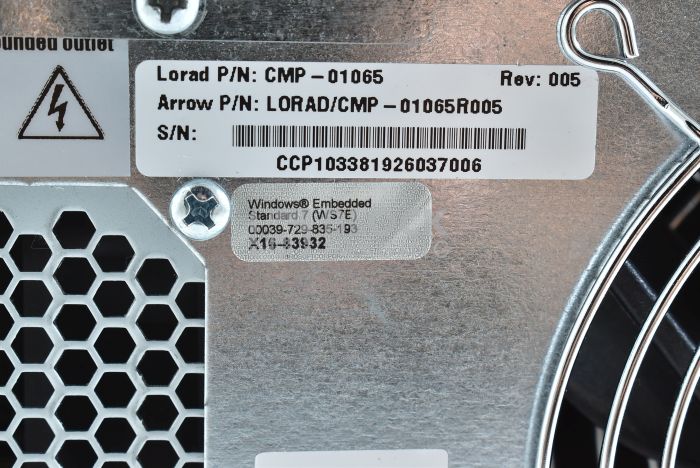 unded outlet
Lorad P/N: CMP-01065 Rev: 005
Arrow P/N: LORAD/CMP-01065R005
S/N:
CCP103381926037006
Windows® Embedded
Standard 7 (WS7E)
00039-729-835-193
X16-83932